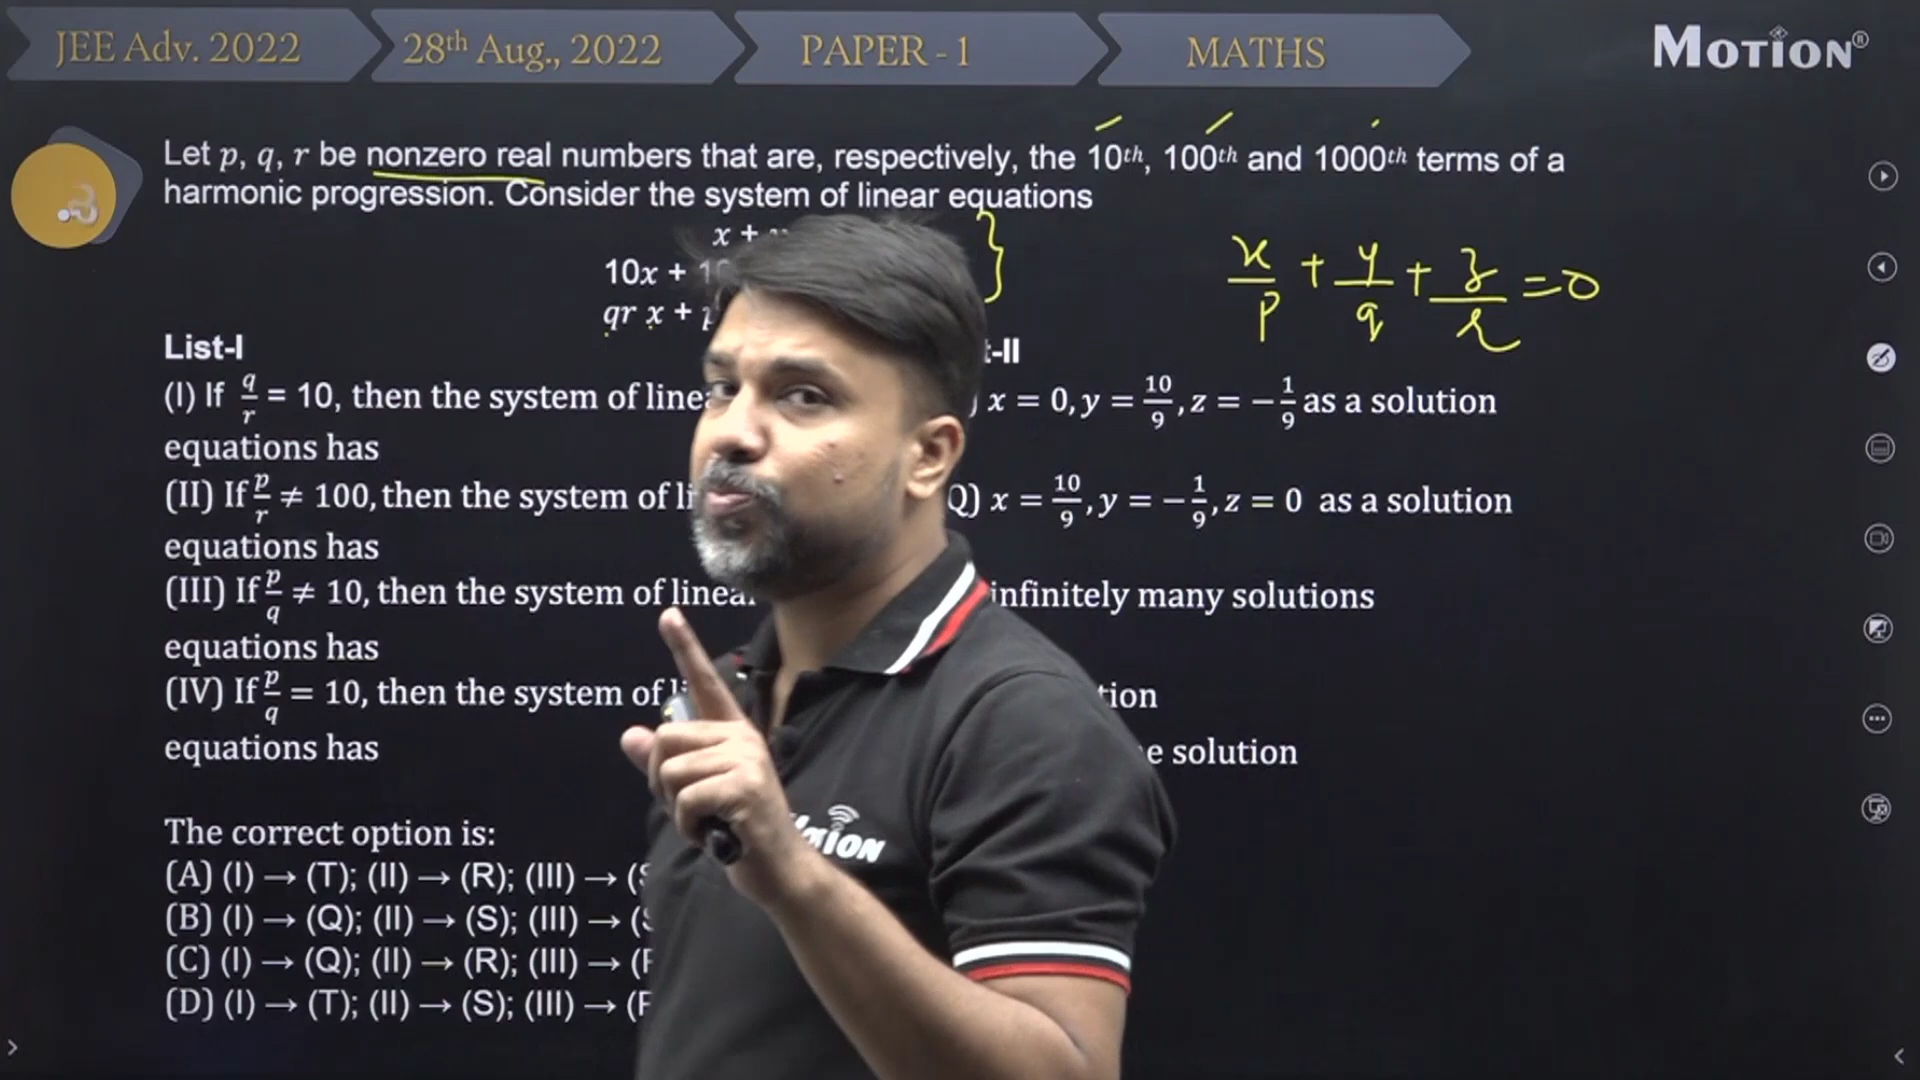 JEE Adv. 2022
28th Aug., 2022
PAPER - 1
MATHS
MOTION®
3
Let p, q, r be nonzero real numbers that are, respectively, the 10th, 100th and 1000th terms of a
harmonic progression. Consider the system of linear equations
x +
10x +
qr x +
x/p + y/q + z/r = 0
List-I
-II
(I) If q/r = 10, then the system of
x = 0, y = 10/9, z = −1/9 as a solution
equations has
(II) If p/r ≠ 100, then the system of
Q) x = 10/9, y = −1/9, z = 0 as a solution
equations has
(III) If p/q ≠ 10, then the system of
infinitely many solutions
equations has
(IV) If p/q = 10, then the system of
equations has
solution
The correct option is:
(A) (I) → (T); (II) → (R); (III) →
(B) (I) → (Q); (II) → (S); (III) →
(C) (I) → (Q); (II) → (R); (III) →
(D) (I) → (T); (II) → (S); (III) →
MOTION